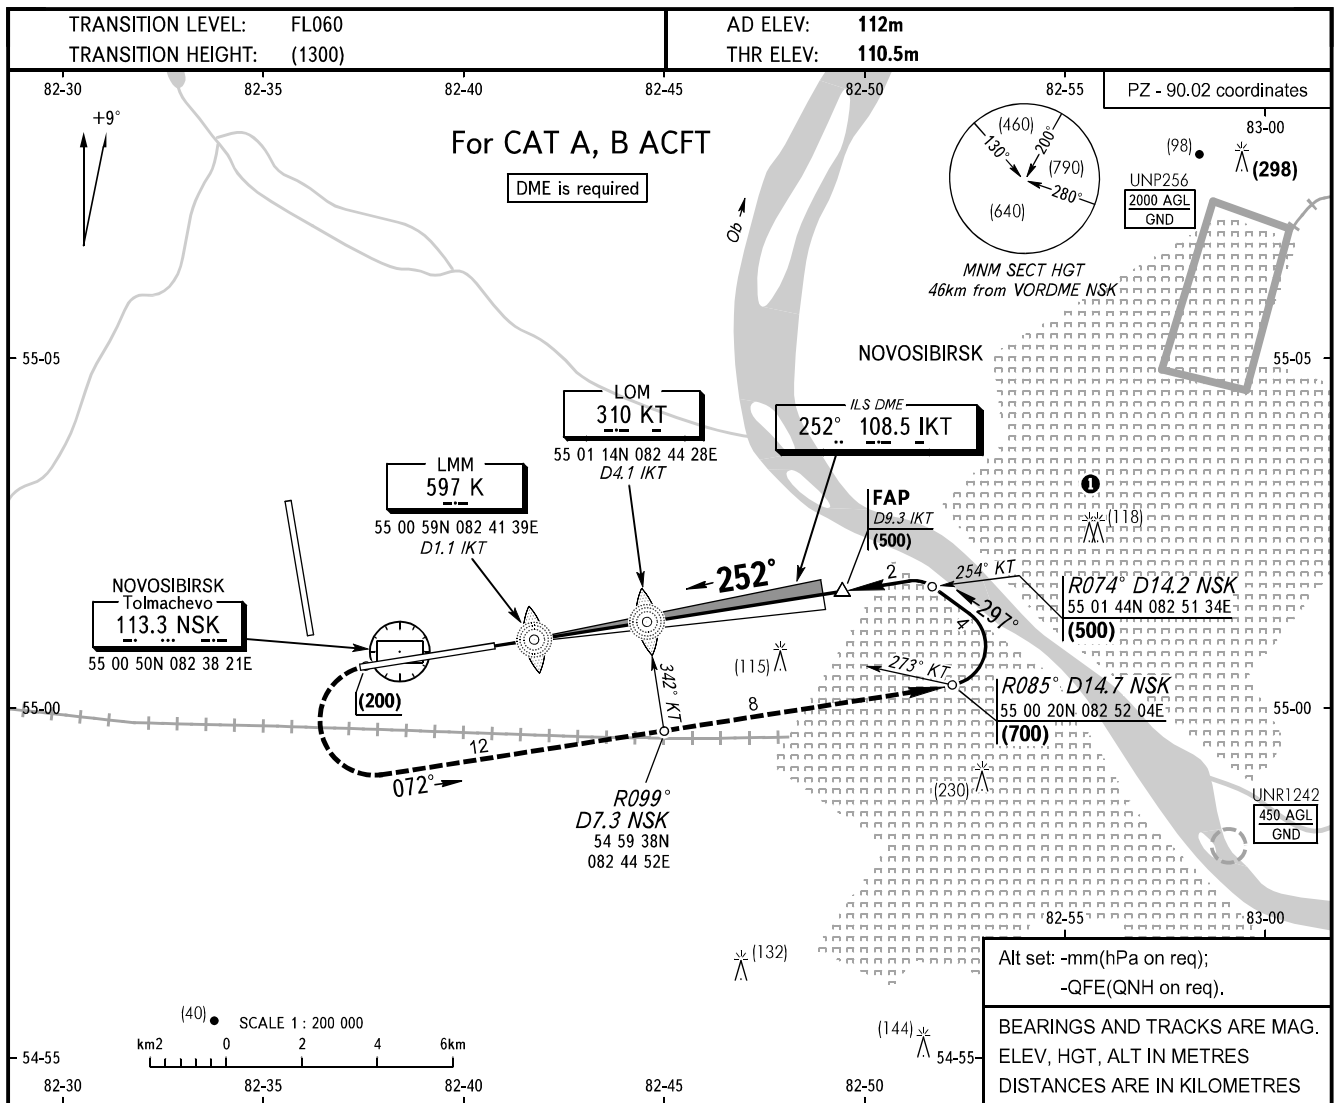 TRANSITION LEVEL: FL060
TRANSITION HEIGHT: (1300)
AD ELEV: 112m
THR ELEV: 110.5m
82-30
82-35
82-40
82-45
82-50
82-55
PZ - 90.02 coordinates
83-00
+9°
For CAT A, B ACFT
DME is required
(460)
130°
200°
(790)
280°
(640)
MNM SECT HGT
46km from VORDME NSK
(98)
(298)
UNP256
2000 AGL
GND
Ob
NOVOSIBIRSK
55-05
55-05
LOM
310 KT
55 01 14N 082 44 28E
D4.1 IKT
ILS DME
252° 108.5 IKT
LMM
597 K
55 00 59N 082 41 39E
D1.1 IKT
FAP
D9.3 IKT
(500)
1
(118)
252°
2
254° KT
R074° D14.2 NSK
55 01 44N 082 51 34E
(500)
NOVOSIBIRSK
Tolmachevo
113.3 NSK
55 00 50N 082 38 21E
297°
4
(115)
273° KT
342° KT
R085° D14.7 NSK
55 00 20N 082 52 04E
(700)
(200)
8
55-00
55-00
12
072°
(230)
R099°
D7.3 NSK
54 59 38N
082 44 52E
UNR1242
450 AGL
GND
82-55
83-00
(132)
Alt set: -mm(hPa on req);
-QFE(QNH on req).
(40)
SCALE 1 : 200 000
km2 0 2 4 6km
(144)
BEARINGS AND TRACKS ARE MAG.
ELEV, HGT, ALT IN METRES
DISTANCES ARE IN KILOMETRES
54-55
54-55
82-30
82-35
82-40
82-45
82-50